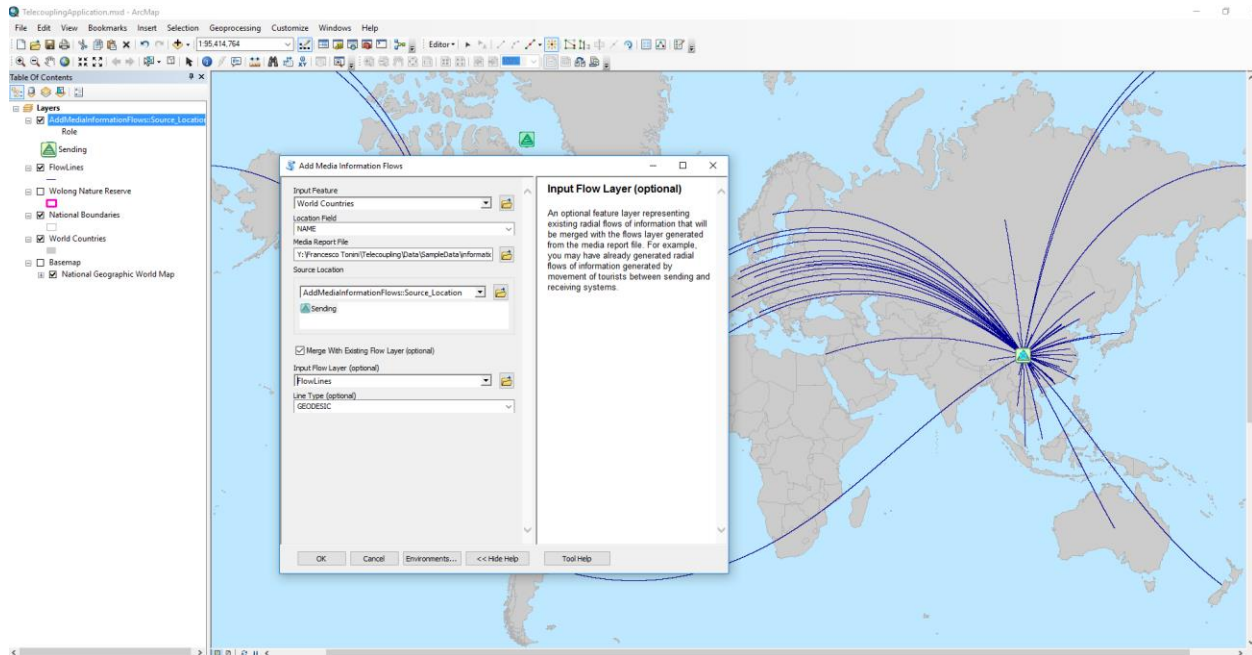 TelecouplingApplication.mxd - ArcMap
File Edit View Bookmarks Insert Selection Geoprocessing Customize Windows Help
1:95,414,764
Editor
Table Of Contents
Layers
AddMediaInformationFlows::Source_Location
Role
Sending
FlowLines
Wolong Nature Reserve
National Boundaries
World Countries
Basemap
National Geographic World Map
Add Media Information Flows
Input Feature
World Countries
Location Field
NAME
Media Report File
Y:\Francesco Tonini\Telecoupling\Data\SampleData\informatic
Source Location
AddMediaInformationFlows::Source_Location
Sending
Merge With Existing Flow Layer (optional)
Input Flow Layer (optional)
FlowLines
Line Type (optional)
GEODESIC
OK Cancel Environments... << Hide Help Tool Help
Input Flow Layer (optional)
An optional feature layer representing
existing radial flows of information that will
be merged with the flows layer generated
from the media report file. For example,
you may have already generated radial
flows of information generated by
movement of tourists between sending and
receiving systems.